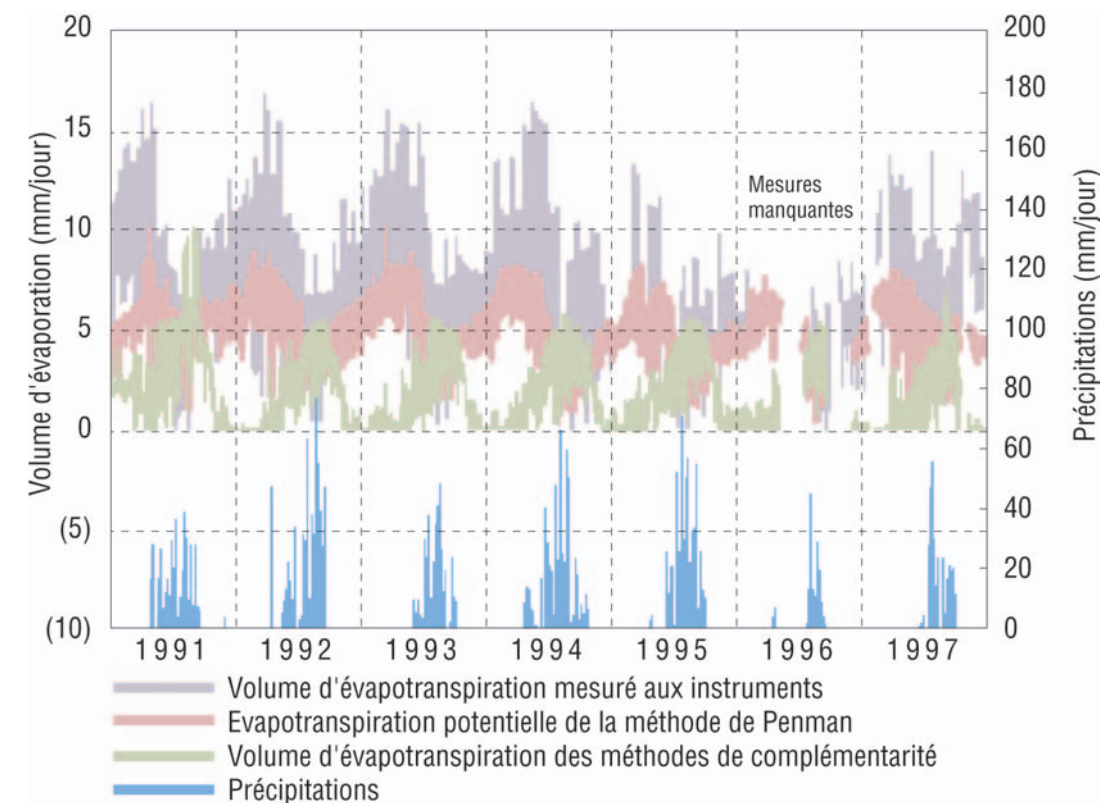 20
15
10
5
0
(5)
(10)
Volume d'évaporation (mm/jour)
200
180
160
140
120
100
80
60
40
20
0
Précipitations (mm/jour)
Mesures
manquantes
1991 1992 1993 1994 1995 1996 1997
Volume d'évapotranspiration mesuré aux instruments
Evapotranspiration potentielle de la méthode de Penman
Volume d'évapotranspiration des méthodes de complémentarité
Précipitations